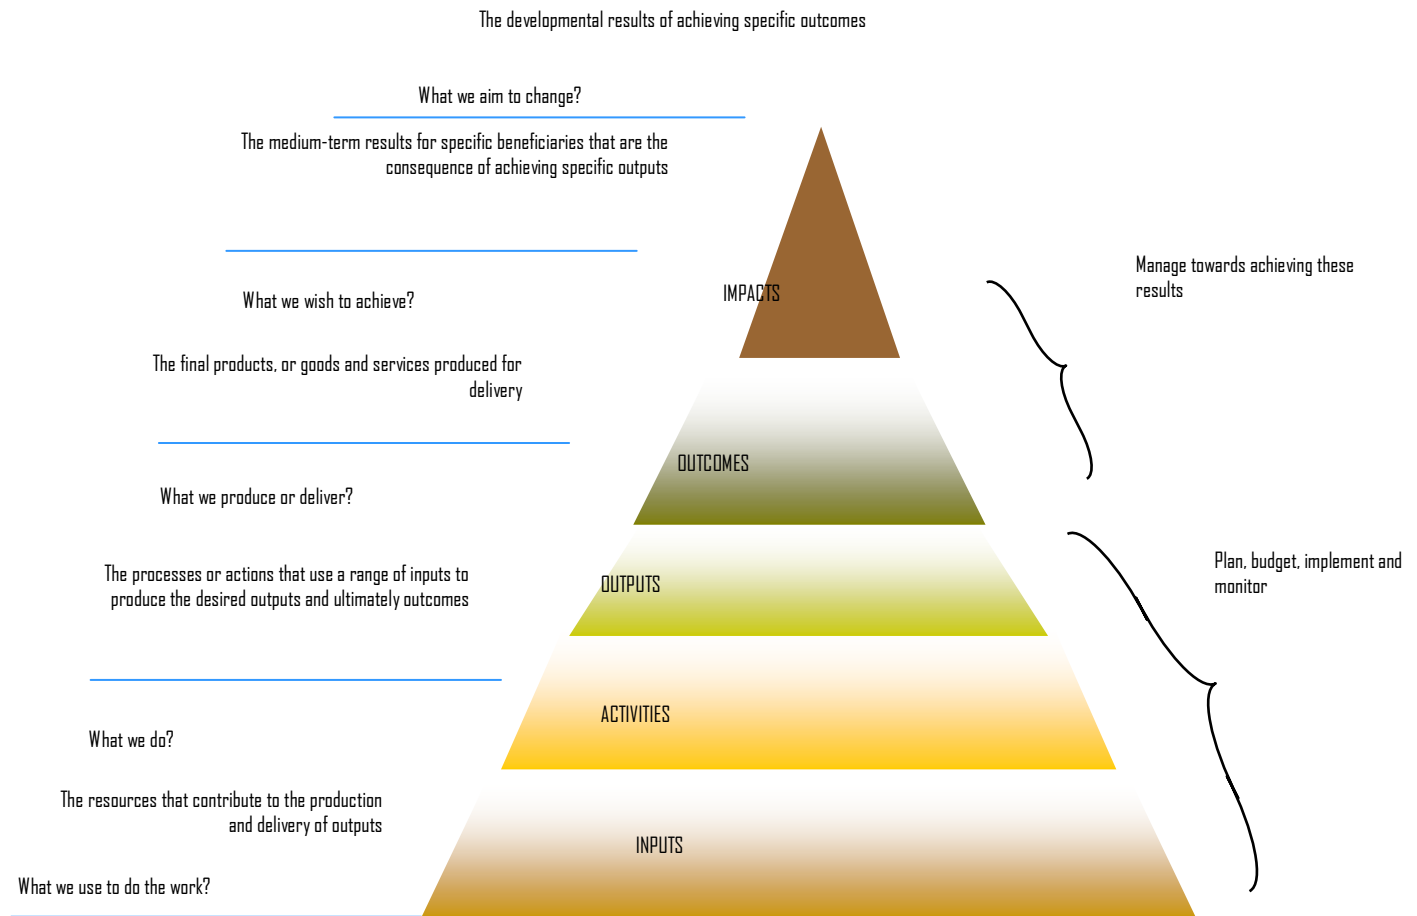 The developmental results of achieving specific outcomes
What we aim to change?
The medium-term results for specific beneficiaries that are the
consequence of achieving specific outputs
Manage towards achieving these
results
IMPACTS
What we wish to achieve?
The final products, or goods and services produced for
delivery
OUTCOMES
What we produce or deliver?
Plan, budget, implement and
monitor
The processes or actions that use a range of inputs to
produce the desired outputs and ultimately outcomes
OUTPUTS
ACTIVITIES
What we do?
The resources that contribute to the production
and delivery of outputs
INPUTS
What we use to do the work?